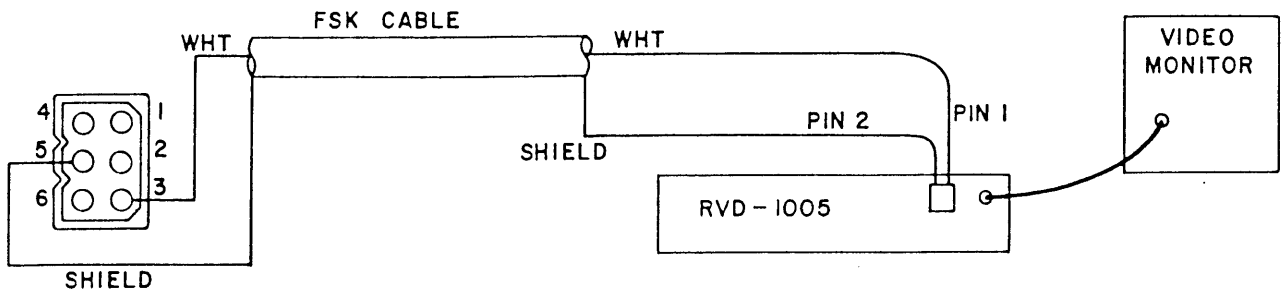 FSK CABLE
WHT
WHT
VIDEO
MONITOR
4 1
5 2
6 3
PIN 2
PIN 1
SHIELD
RVD-1005
SHIELD